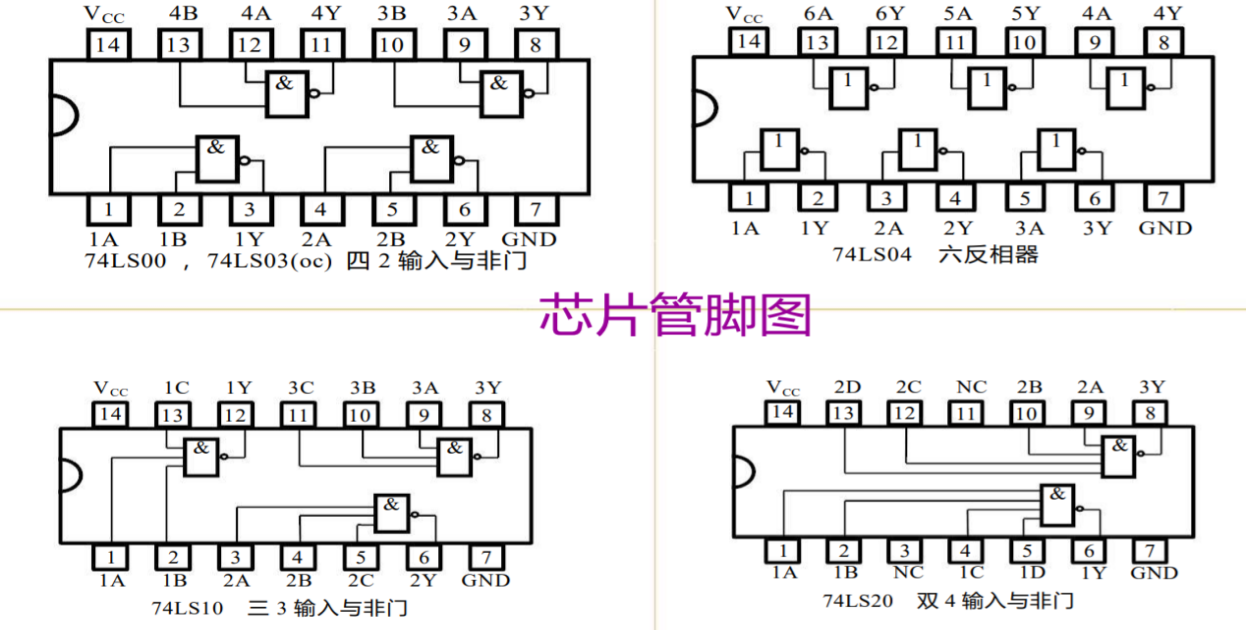 V_CC 4B 4A 4Y 3B 3A 3Y
14 13 12 11 10 9 8
& &
& &
1 2 3 4 5 6 7
1A 1B 1Y 2A 2B 2Y GND
74LS00 , 74LS03(oc) 四2输入与非门
V_CC 6A 6Y 5A 5Y 4A 4Y
14 13 12 11 10 9 8
1 1 1
1 1 1
1 2 3 4 5 6 7
1A 1Y 2A 2Y 3A 3Y GND
74LS04 六反相器
芯片管脚图
V_CC 1C 1Y 3C 3B 3A 3Y
14 13 12 11 10 9 8
& &
&
1 2 3 4 5 6 7
1A 1B 2A 2B 2C 2Y GND
74LS10 三3输入与非门
V_CC 2D 2C NC 2B 2A 3Y
14 13 12 11 10 9 8
&
&
1 2 3 4 5 6 7
1A 1B NC 1C 1D 1Y GND
74LS20 双4输入与非门